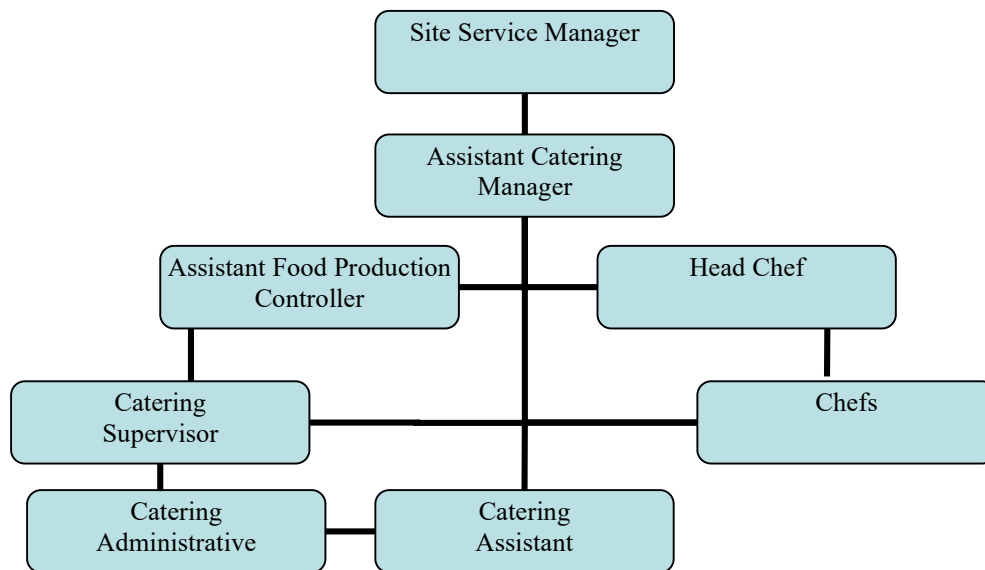 Site Service Manager
Assistant Catering
Manager
Assistant Food Production
Controller
Head Chef
Catering
Supervisor
Chefs
Catering
Administrative
Catering
Assistant